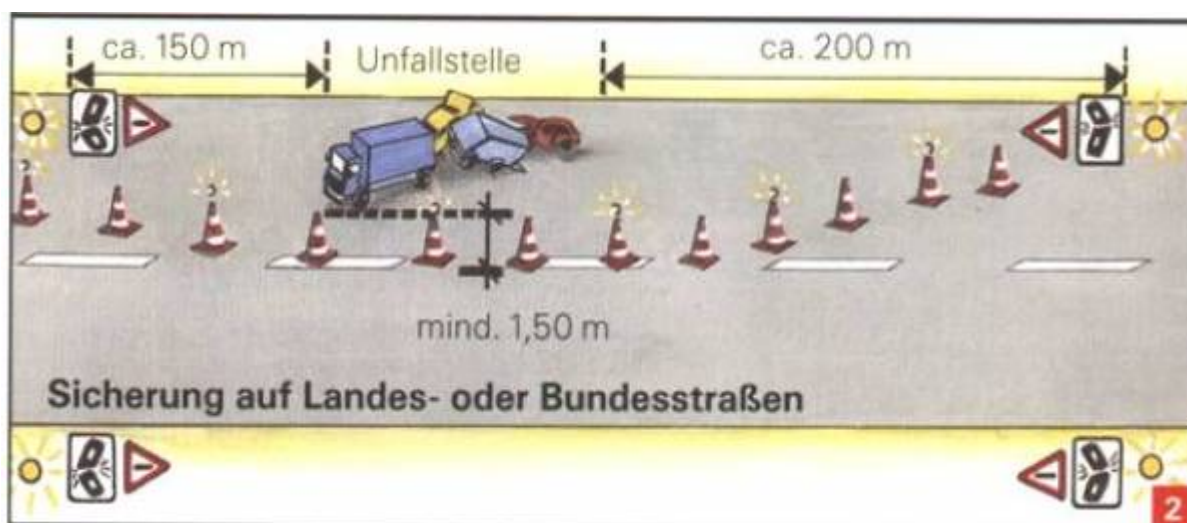 ca. 150 m
Unfallstelle
ca. 200 m
mind. 1,50 m
Sicherung auf Landes- oder Bundesstraßen
2